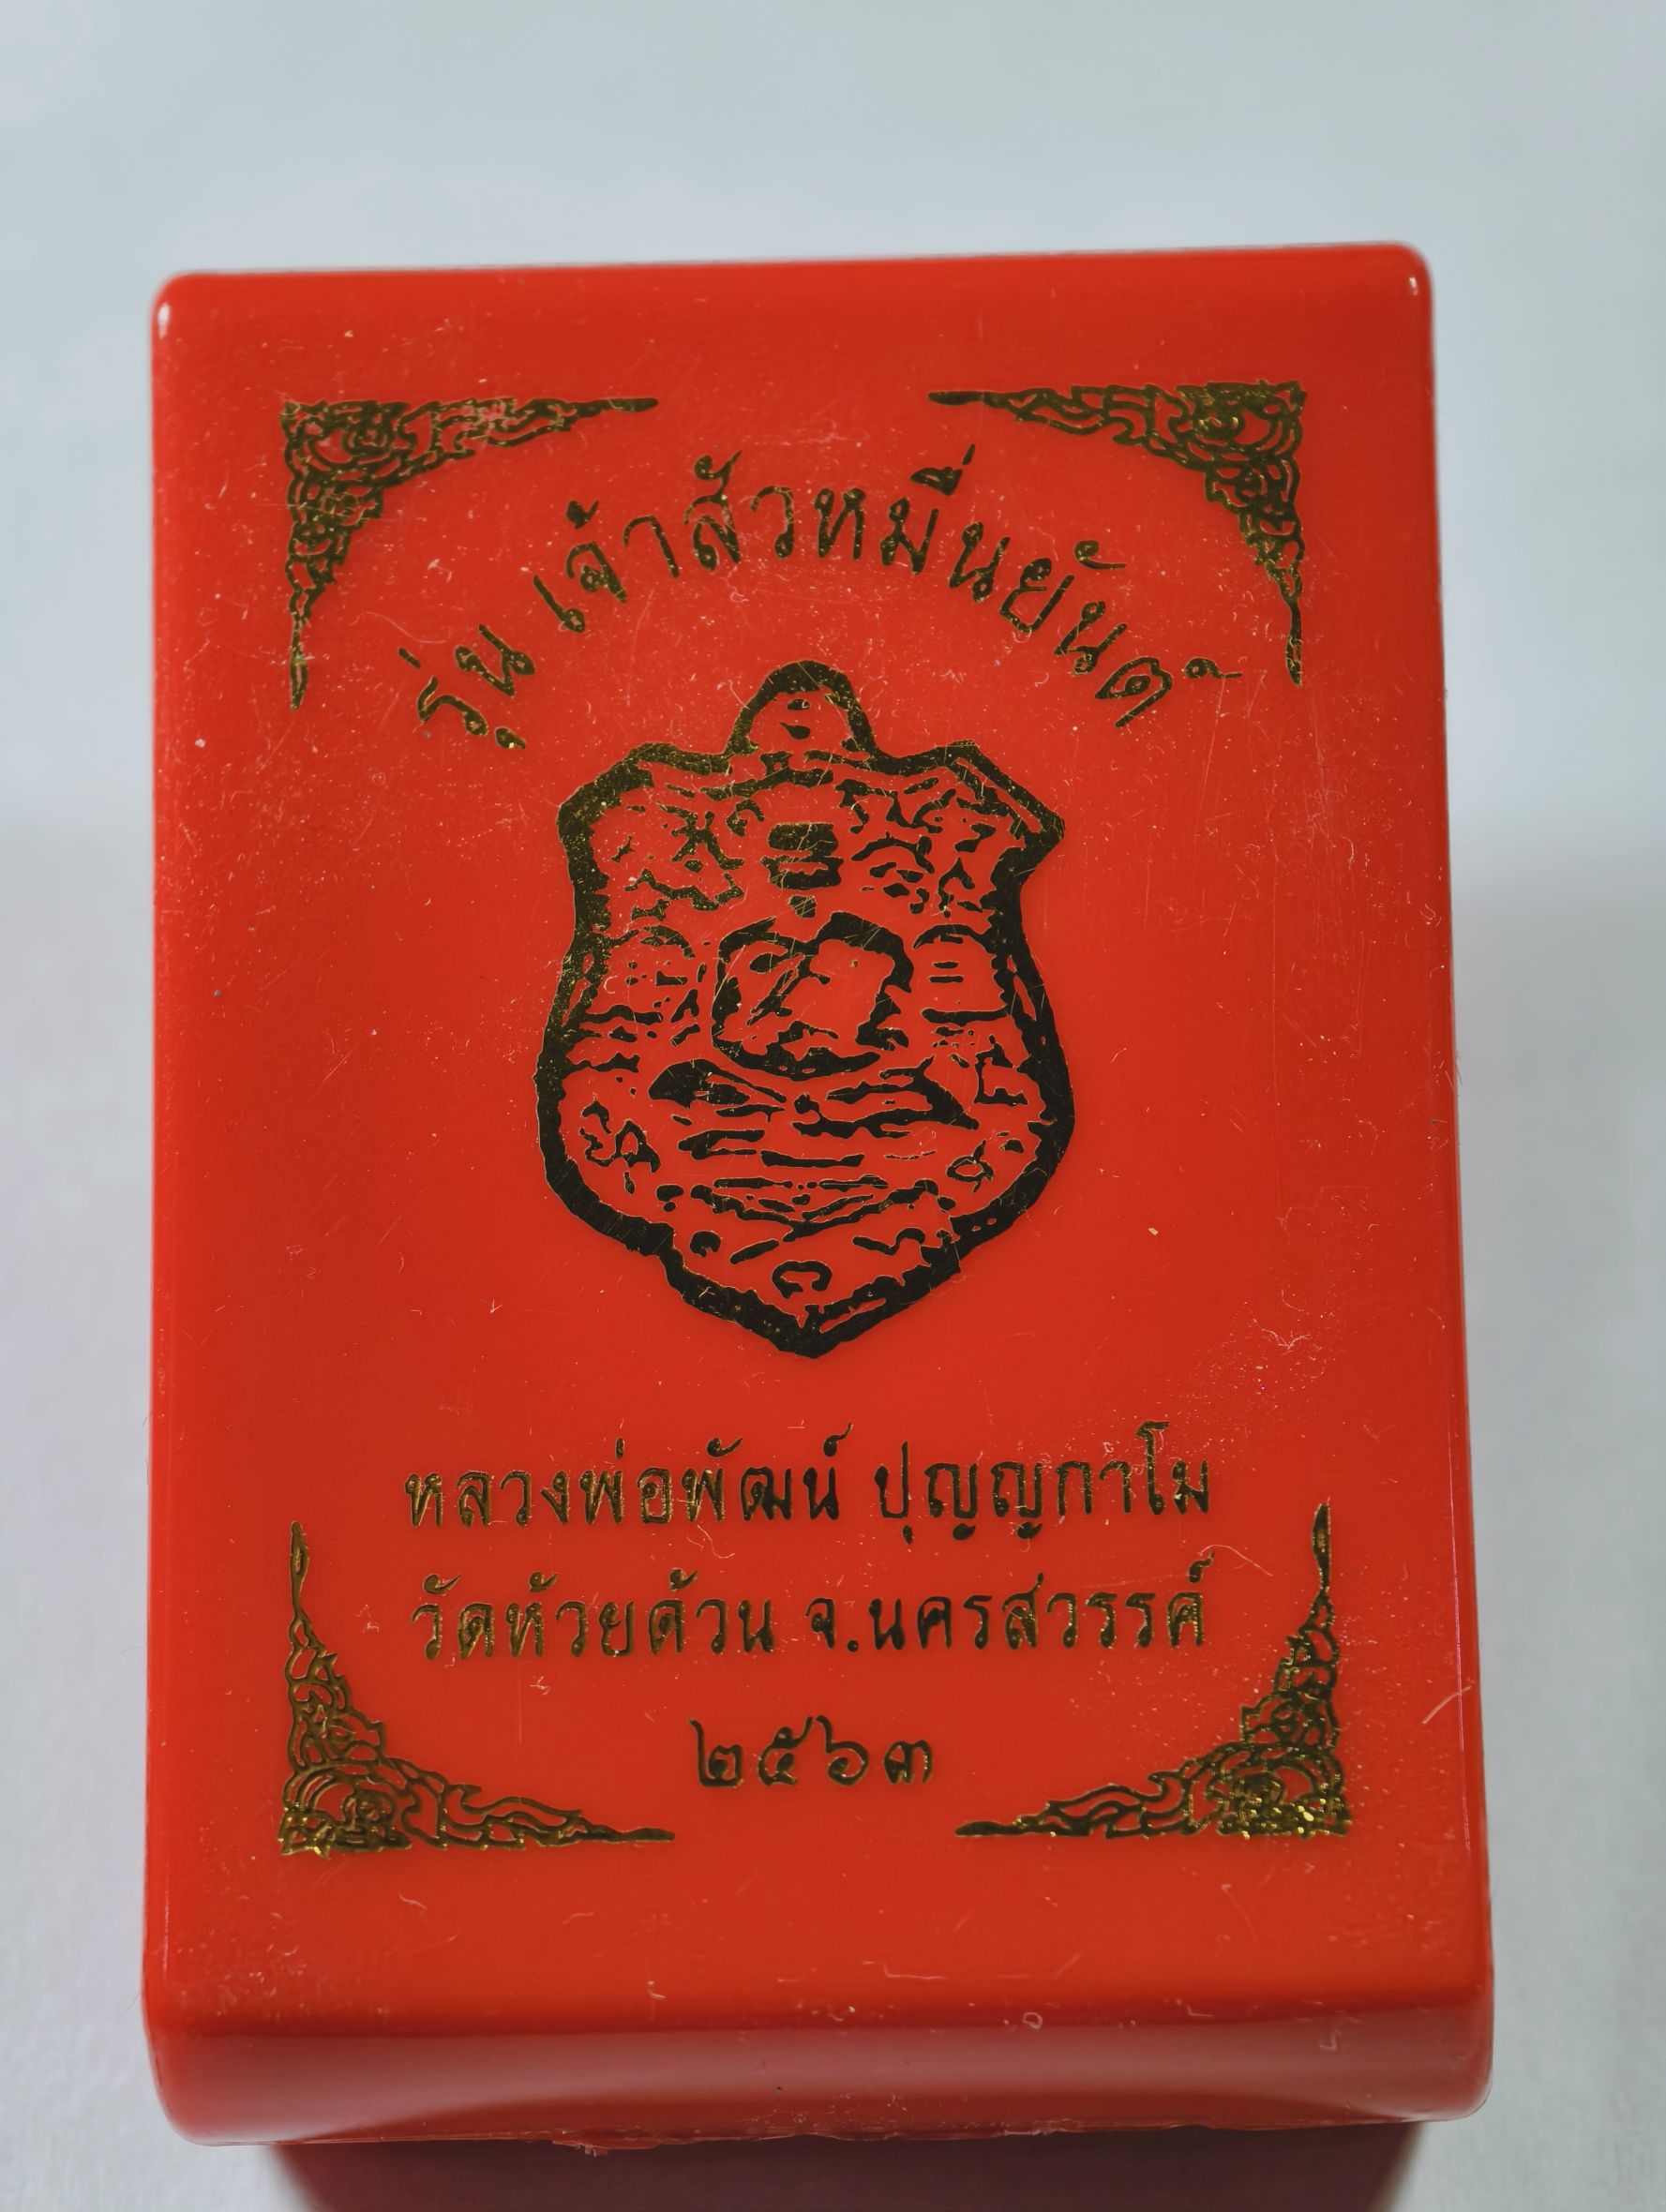 รุ่น เจ้าสัวหมื่นยันต์
หลวงพ่อพัฒน์ ปุญญกาโม
วัดห้วยด้วน จ.นครสวรรค์
๒๕๖๓